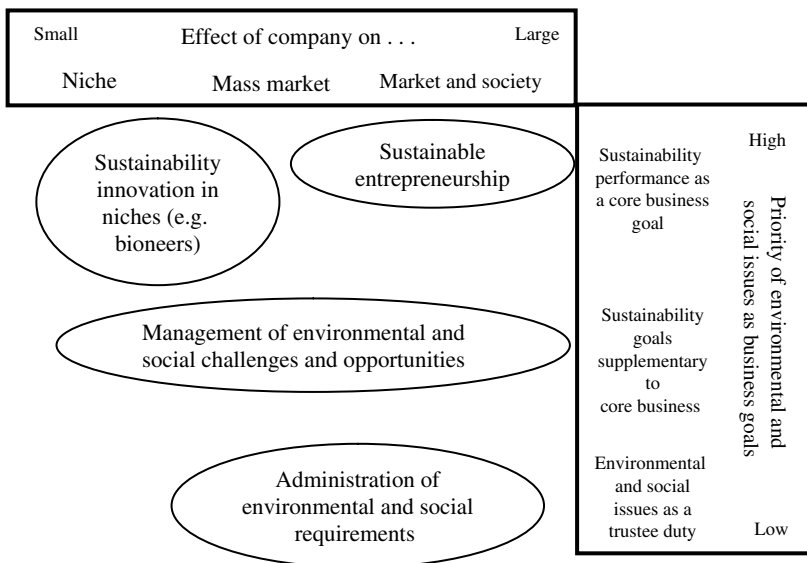 Small Effect of company on . . . Large
Niche Mass market Market and society
Sustainability
innovation in
niches (e.g.
bioneers)
Sustainable
entrepreneurship
Sustainability
performance as
a core business
goal
High
Priority of environmental and
social issues as business goals
Management of environmental and
social challenges and opportunities
Sustainability
goals
supplementary
to
core business
Administration of
environmental and social
requirements
Environmental
and social
issues as a
trustee duty
Low